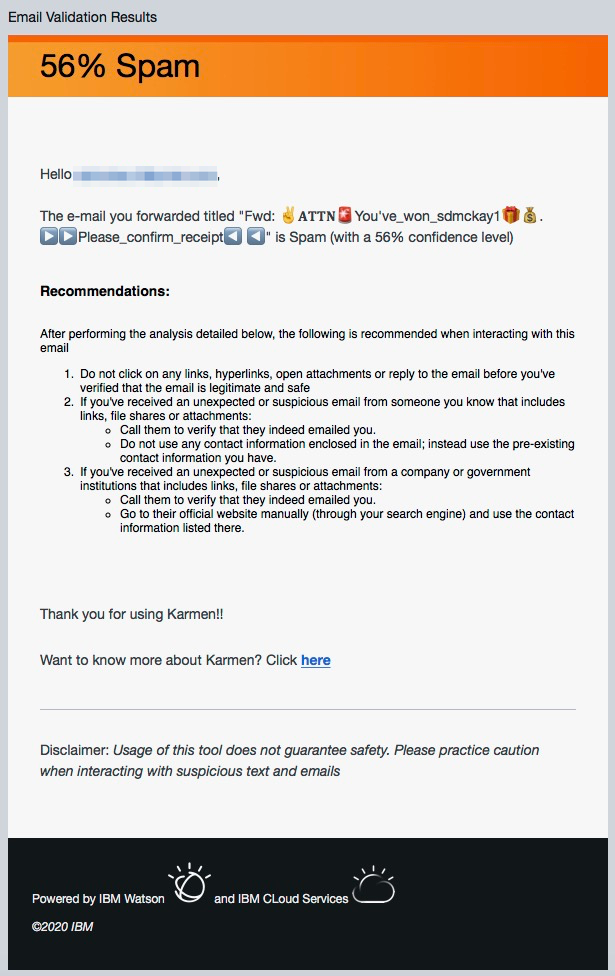 Email Validation Results
56% Spam
Hello ,
The e-mail you forwarded titled "Fwd: ✌️𝐀𝐓𝐓𝐍🚨You've_won_sdmckay1🎁💰.
▶️▶️Please_confirm_receipt◀️ ◀️" is Spam (with a 56% confidence level)
Recommendations:
After performing the analysis detailed below, the following is recommended when interacting with this
email
1. Do not click on any links, hyperlinks, open attachments or reply to the email before you've
verified that the email is legitimate and safe
2. If you've received an unexpected or suspicious email from someone you know that includes
links, file shares or attachments:
○ Call them to verify that they indeed emailed you.
○ Do not use any contact information enclosed in the email; instead use the pre-existing
contact information you have.
3. If you've received an unexpected or suspicious email from a company or government
institutions that includes links, file shares or attachments:
○ Call them to verify that they indeed emailed you.
○ Go to their official website manually (through your search engine) and use the contact
information listed there.
Thank you for using Karmen!!
Want to know more about Karmen? Click here
Disclaimer: Usage of this tool does not guarantee safety. Please practice caution
when interacting with suspicious text and emails
Powered by IBM Watson and IBM CLoud Services
©2020 IBM